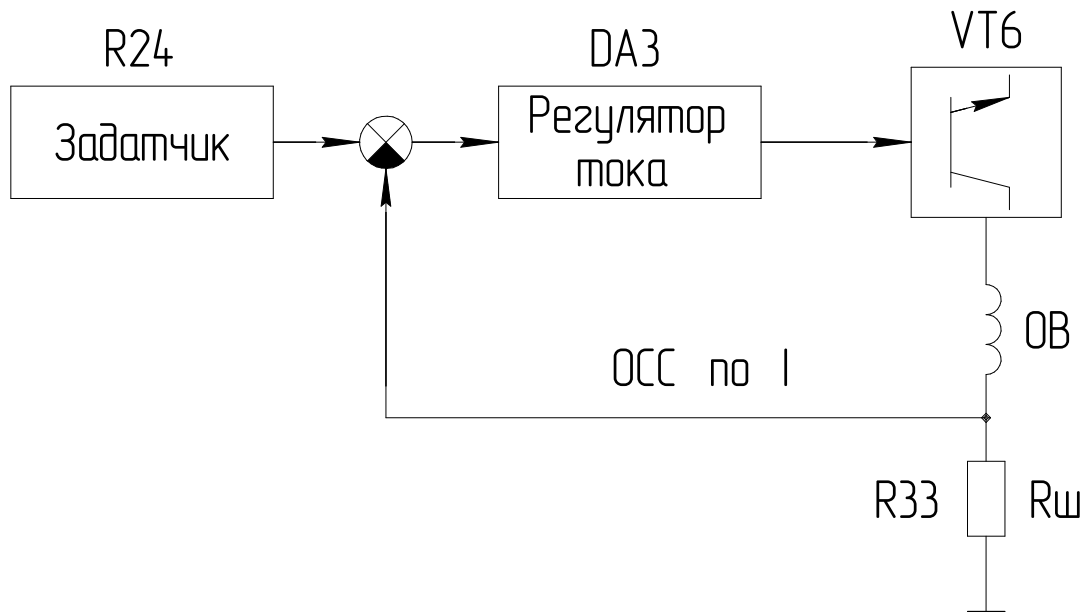 R24
DA3
VT6
Задатчик
Регулятор
тока
ОВ
ОСС по I
R33
Rш